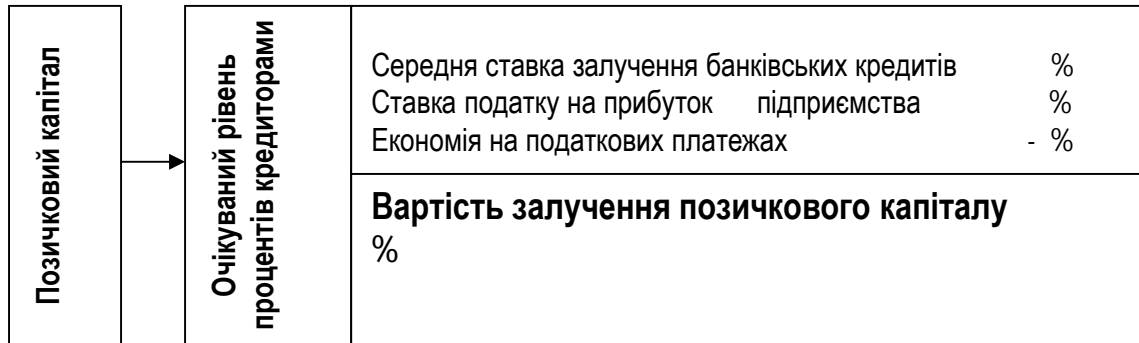 Позичковий капітал
Очікуваний рівень
процентів кредиторами
Середня ставка залучення банківських кредитів %
Ставка податку на прибуток підприємства %
Економія на податкових платежах - %
Вартість залучення позичкового капіталу
%